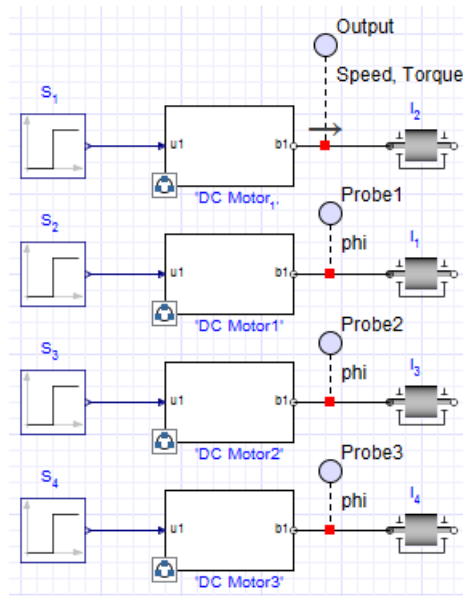 Output
Speed, Torque
S1
I2
u1
b1
'DC Motor1'
Probe1
S2
I1
phi
u1
b1
'DC Motor1'
Probe2
S3
I3
phi
u1
b1
'DC Motor2'
Probe3
S4
I4
phi
u1
b1
'DC Motor3'